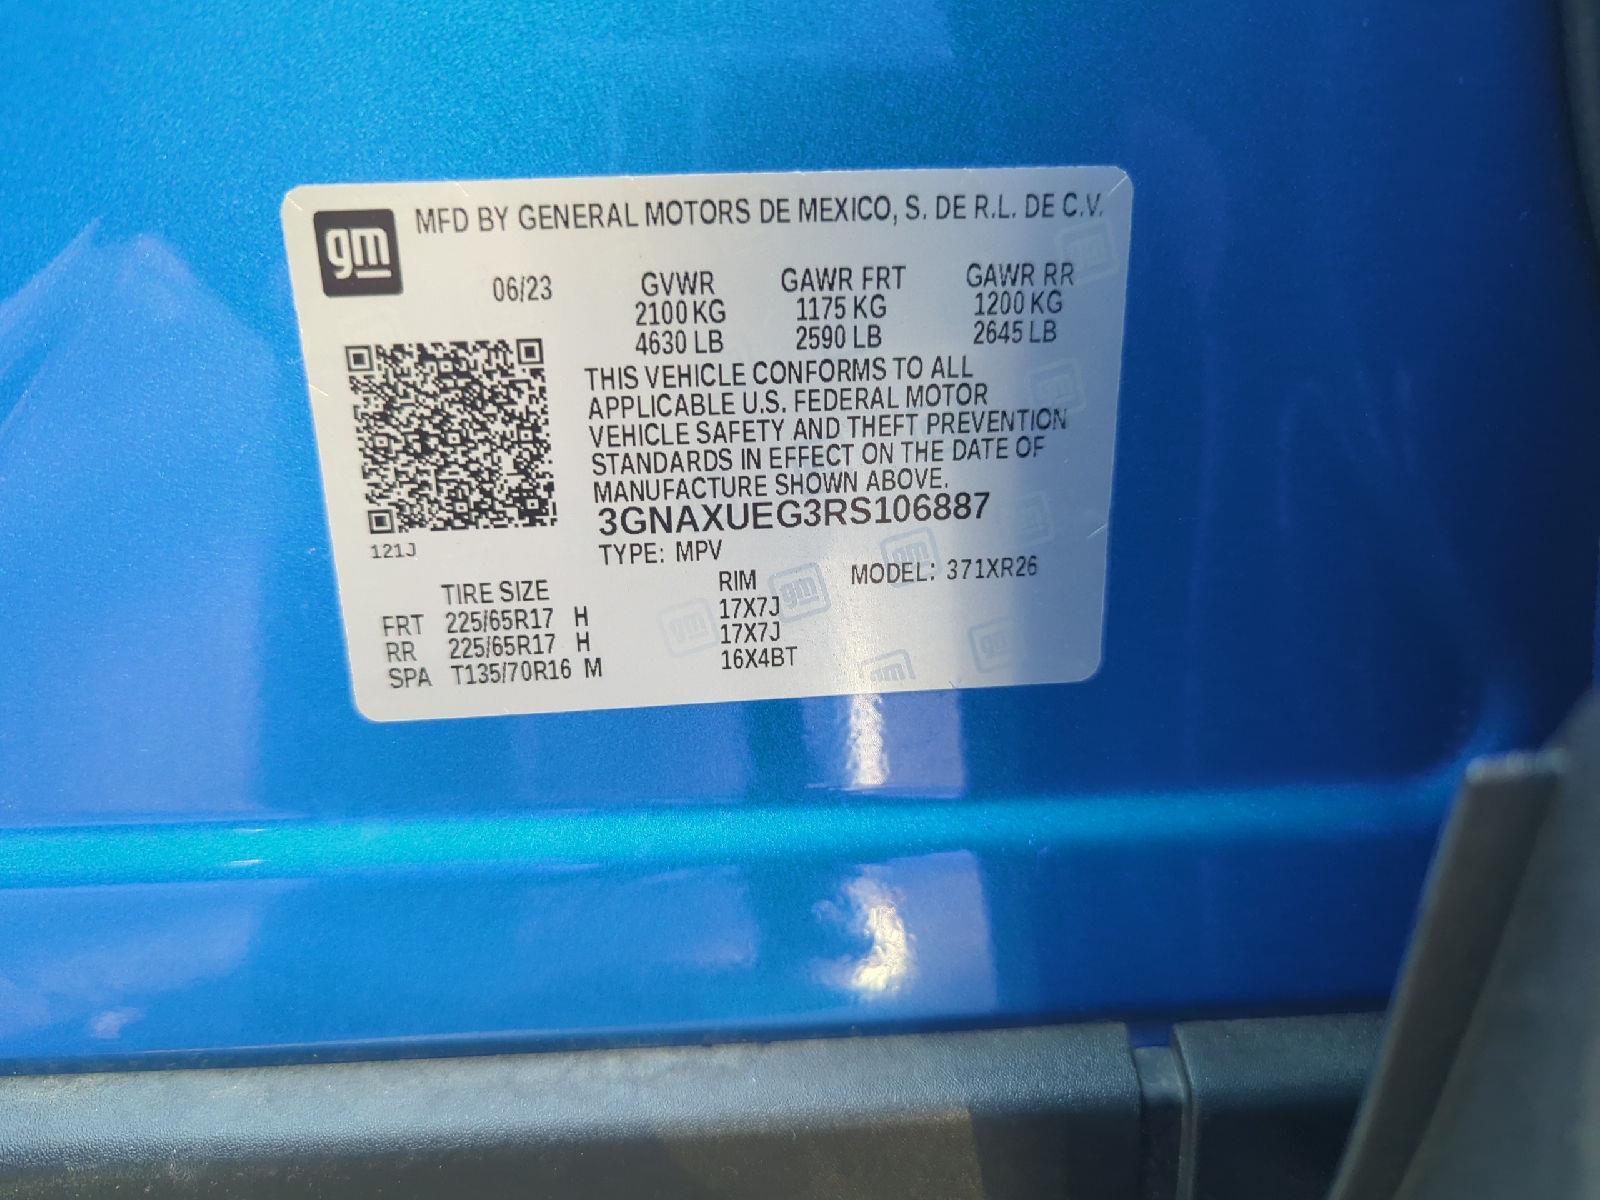 gm MFD BY GENERAL MOTORS DE MEXICO, S. DE R.L. DE C.V.
06/23 GVWR GAWR FRT GAWR RR
2100 KG 1175 KG 1200 KG
4630 LB 2590 LB 2645 LB
THIS VEHICLE CONFORMS TO ALL
APPLICABLE U.S. FEDERAL MOTOR
VEHICLE SAFETY AND THEFT PREVENTION
STANDARDS IN EFFECT ON THE DATE OF
MANUFACTURE SHOWN ABOVE.
3GNAXUEG3RS106887
121J TYPE: MPV MODEL: 371XR26
TIRE SIZE RIM
FRT 225/65R17 H 17X7J
RR 225/65R17 H 17X7J
SPA T135/70R16 M 16X4BT